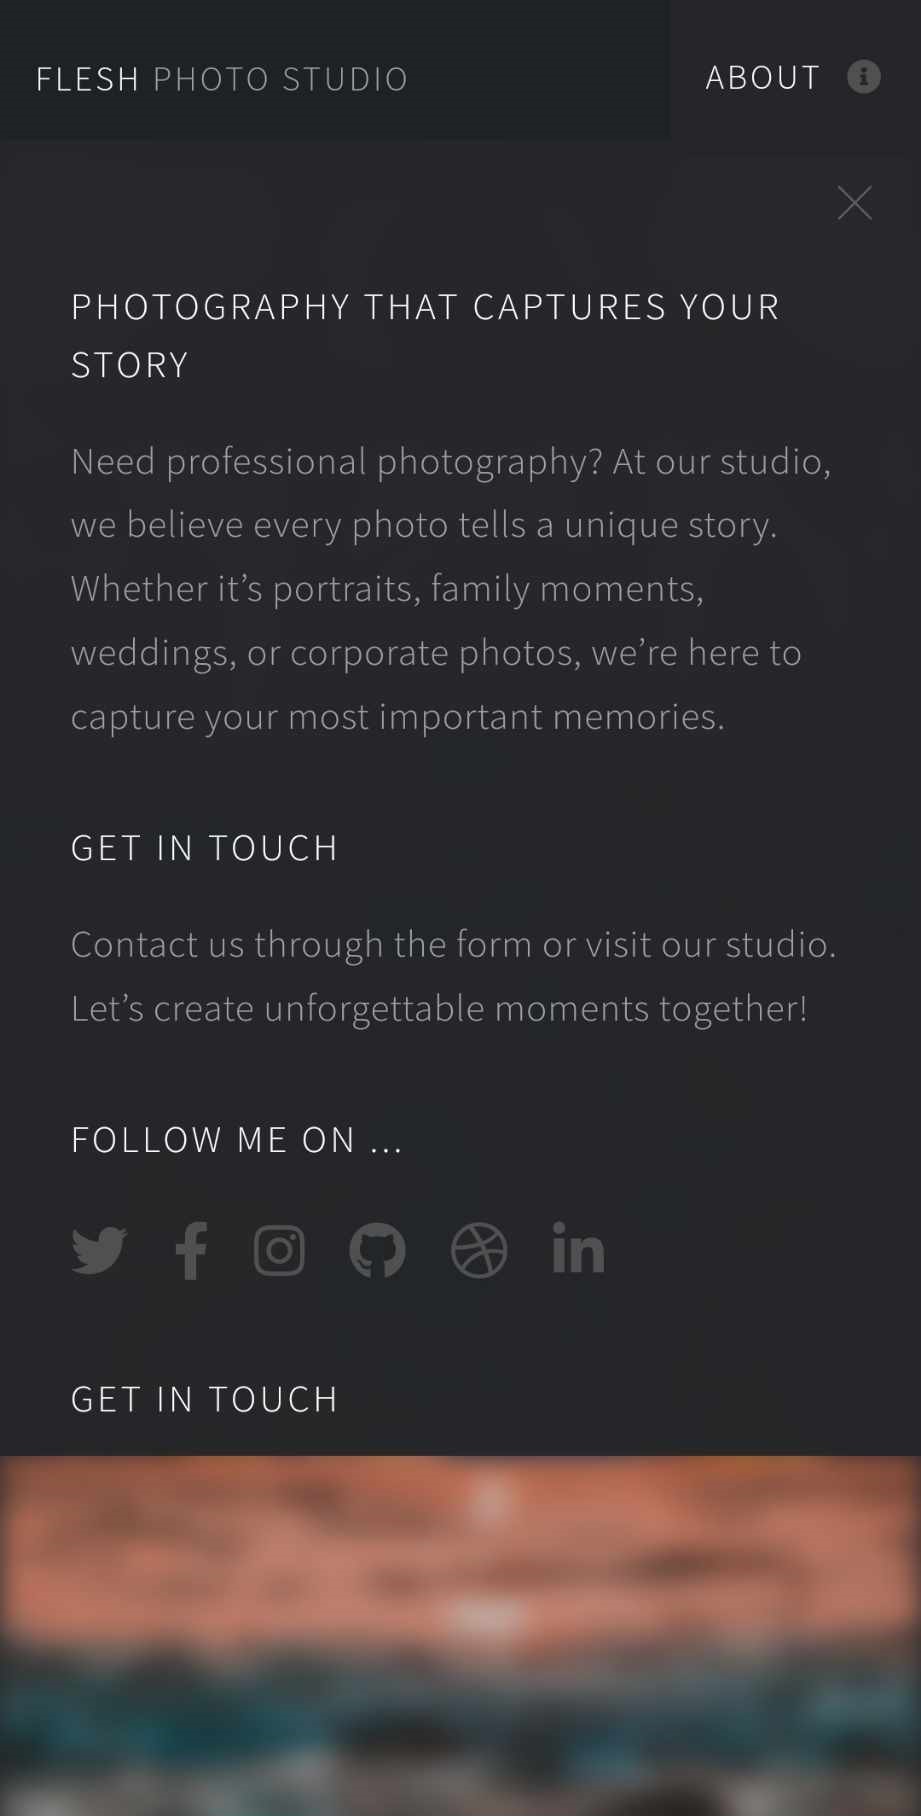 FLESH PHOTO STUDIO
ABOUT
PHOTOGRAPHY THAT CAPTURES YOUR
STORY
Need professional photography? At our studio,
we believe every photo tells a unique story.
Whether it’s portraits, family moments,
weddings, or corporate photos, we’re here to
capture your most important memories.
GET IN TOUCH
Contact us through the form or visit our studio.
Let’s create unforgettable moments together!
FOLLOW ME ON ...
GET IN TOUCH